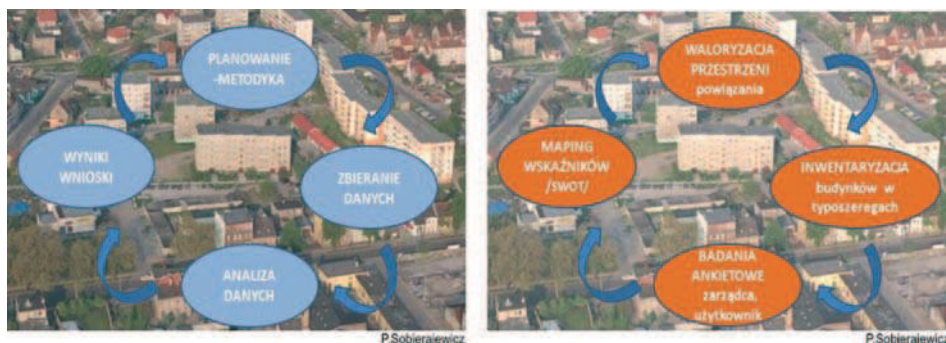 PLANOWANIE
-METODYKA
WYNIKI
WNIOSKI
ZBIERANIE
DANYCH
ANALIZA
DANYCH
P.Sobierajewicz
WALORYZACJA
PRZESTRZENI
powiązania
MAPING
WSKAŹNIKÓW
/SWOT/
INWENTARYZACJA
budynków w
typoszeregach
BADANIA
ANKIETOWE
zarządca,
użytkownik
P.Sobierajewicz